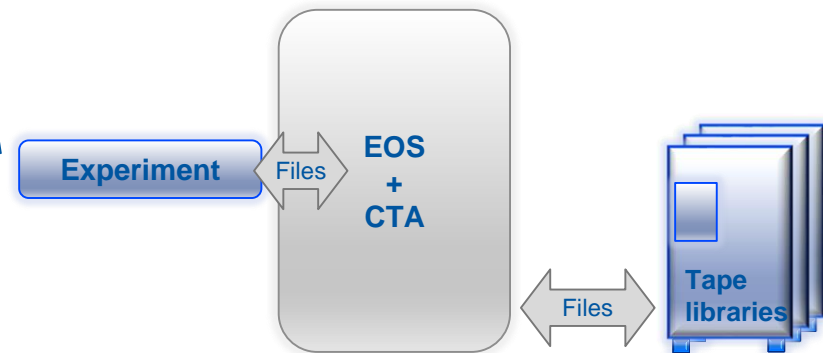 Experiment
Files
EOS
+
CTA
Files
Tape
libraries